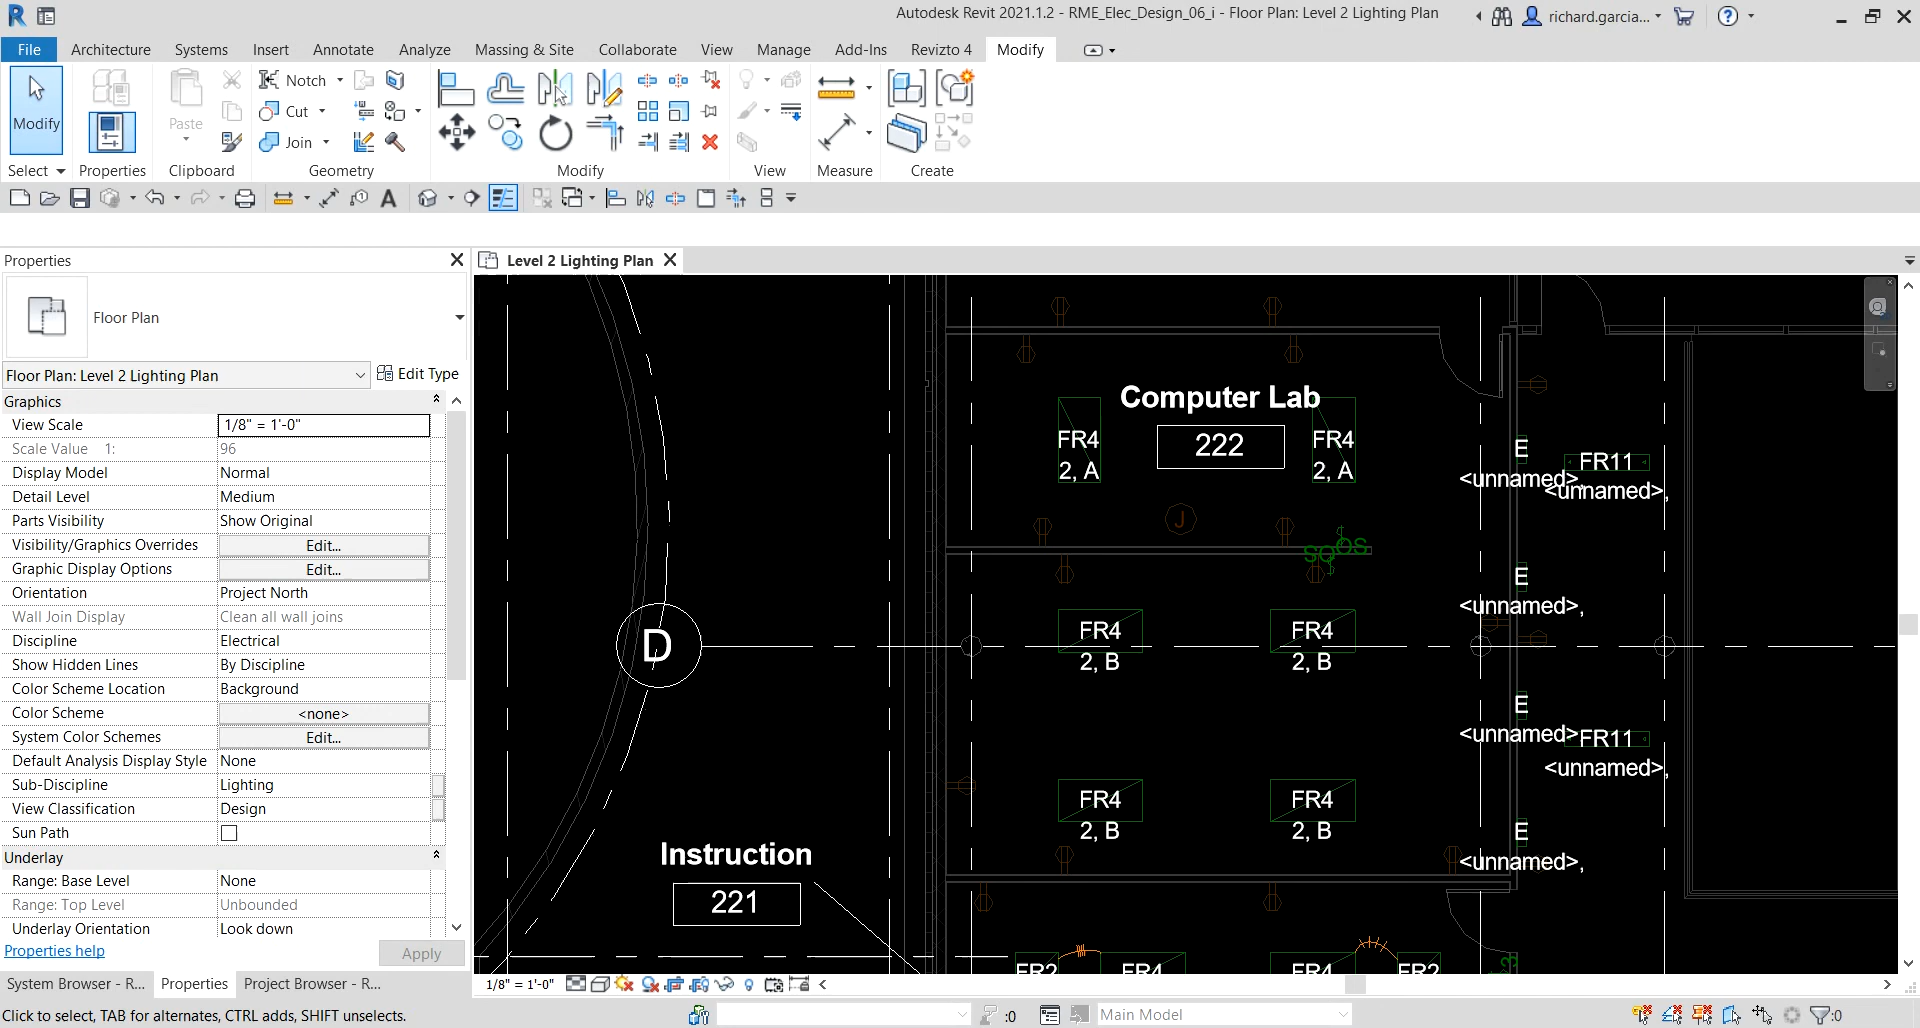 Autodesk Revit 2021.1.2 - RME_Elec_Design_06_i - Floor Plan: Level 2 Lighting Plan
richard.garcia...
File Architecture Systems Insert Annotate Analyze Massing & Site Collaborate View Manage Add-Ins Revizto 4 Modify
Notch
Cut
Join
Modify
Paste
Select Properties Clipboard Geometry Modify View Measure Create
A
Properties
Level 2 Lighting Plan
Floor Plan
Floor Plan: Level 2 Lighting Plan
Edit Type
Graphics
View Scale 1/8" = 1'-0"
Scale Value 1: 96
Display Model Normal
Detail Level Medium
Parts Visibility Show Original
Visibility/Graphics Overrides Edit...
Graphic Display Options Edit...
Orientation Project North
Wall Join Display Clean all wall joins
Discipline Electrical
Show Hidden Lines By Discipline
Color Scheme Location Background
Color Scheme <none>
System Color Schemes Edit...
Default Analysis Display Style None
Sub-Discipline Lighting
View Classification Design
Sun Path
Underlay
Range: Base Level None
Range: Top Level Unbounded
Underlay Orientation Look down
Properties help
Apply
System Browser - R... Properties Project Browser - R...
Computer Lab
222
FR4
2, A
FR4
2, A
E
<unnamed>,
FR11
<unnamed>,
J
OS
E
<unnamed>,
D
FR4
2, B
FR4
2, B
E
<unnamed>,
FR11
<unnamed>,
FR4
2, B
FR4
2, B
E
<unnamed>,
Instruction
221
FR2 FR4 FR4 FR2
1/8" = 1'-0"
Click to select, TAB for alternates, CTRL adds, SHIFT unselects.
:0
Main Model
:0